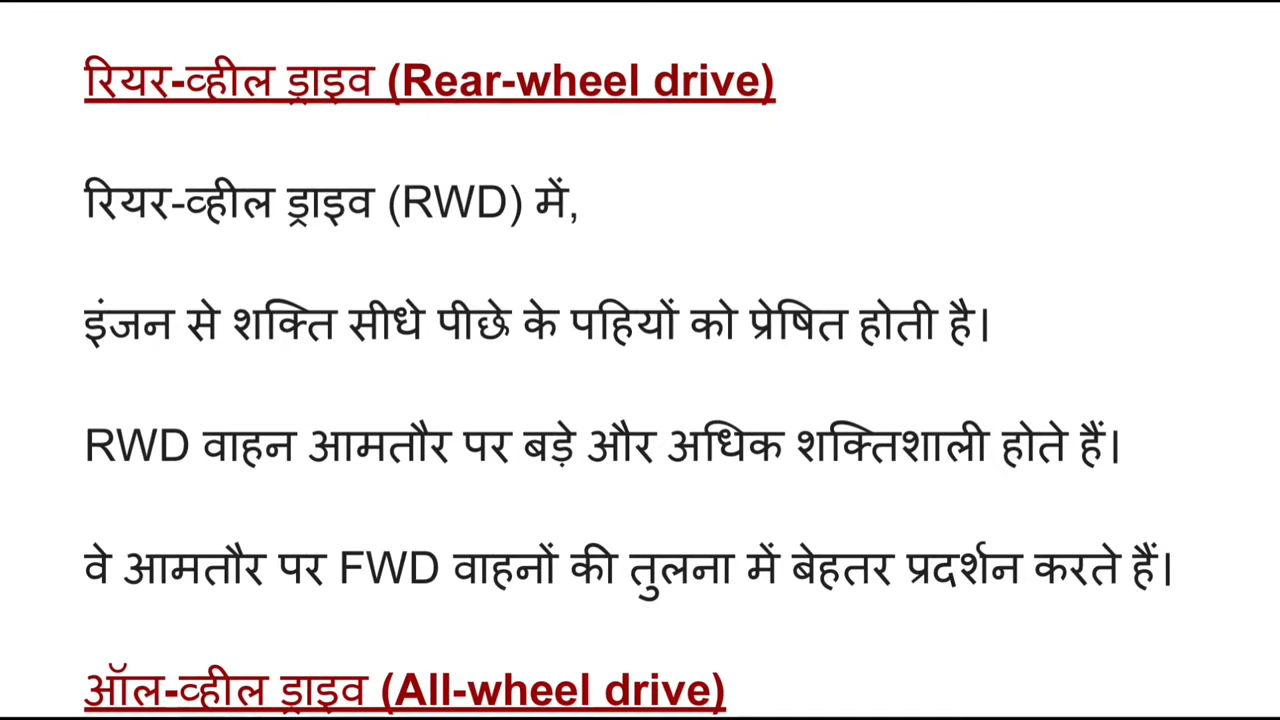 रियर-व्हील ड्राइव (Rear-wheel drive)
रियर-व्हील ड्राइव (RWD) में,
इंजन से शक्ति सीधे पीछे के पहियों को प्रेषित होती है।
RWD वाहन आमतौर पर बड़े और अधिक शक्तिशाली होते हैं।
वे आमतौर पर FWD वाहनों की तुलना में बेहतर प्रदर्शन करते हैं।
ऑल-व्हील ड्राइव (All-wheel drive)